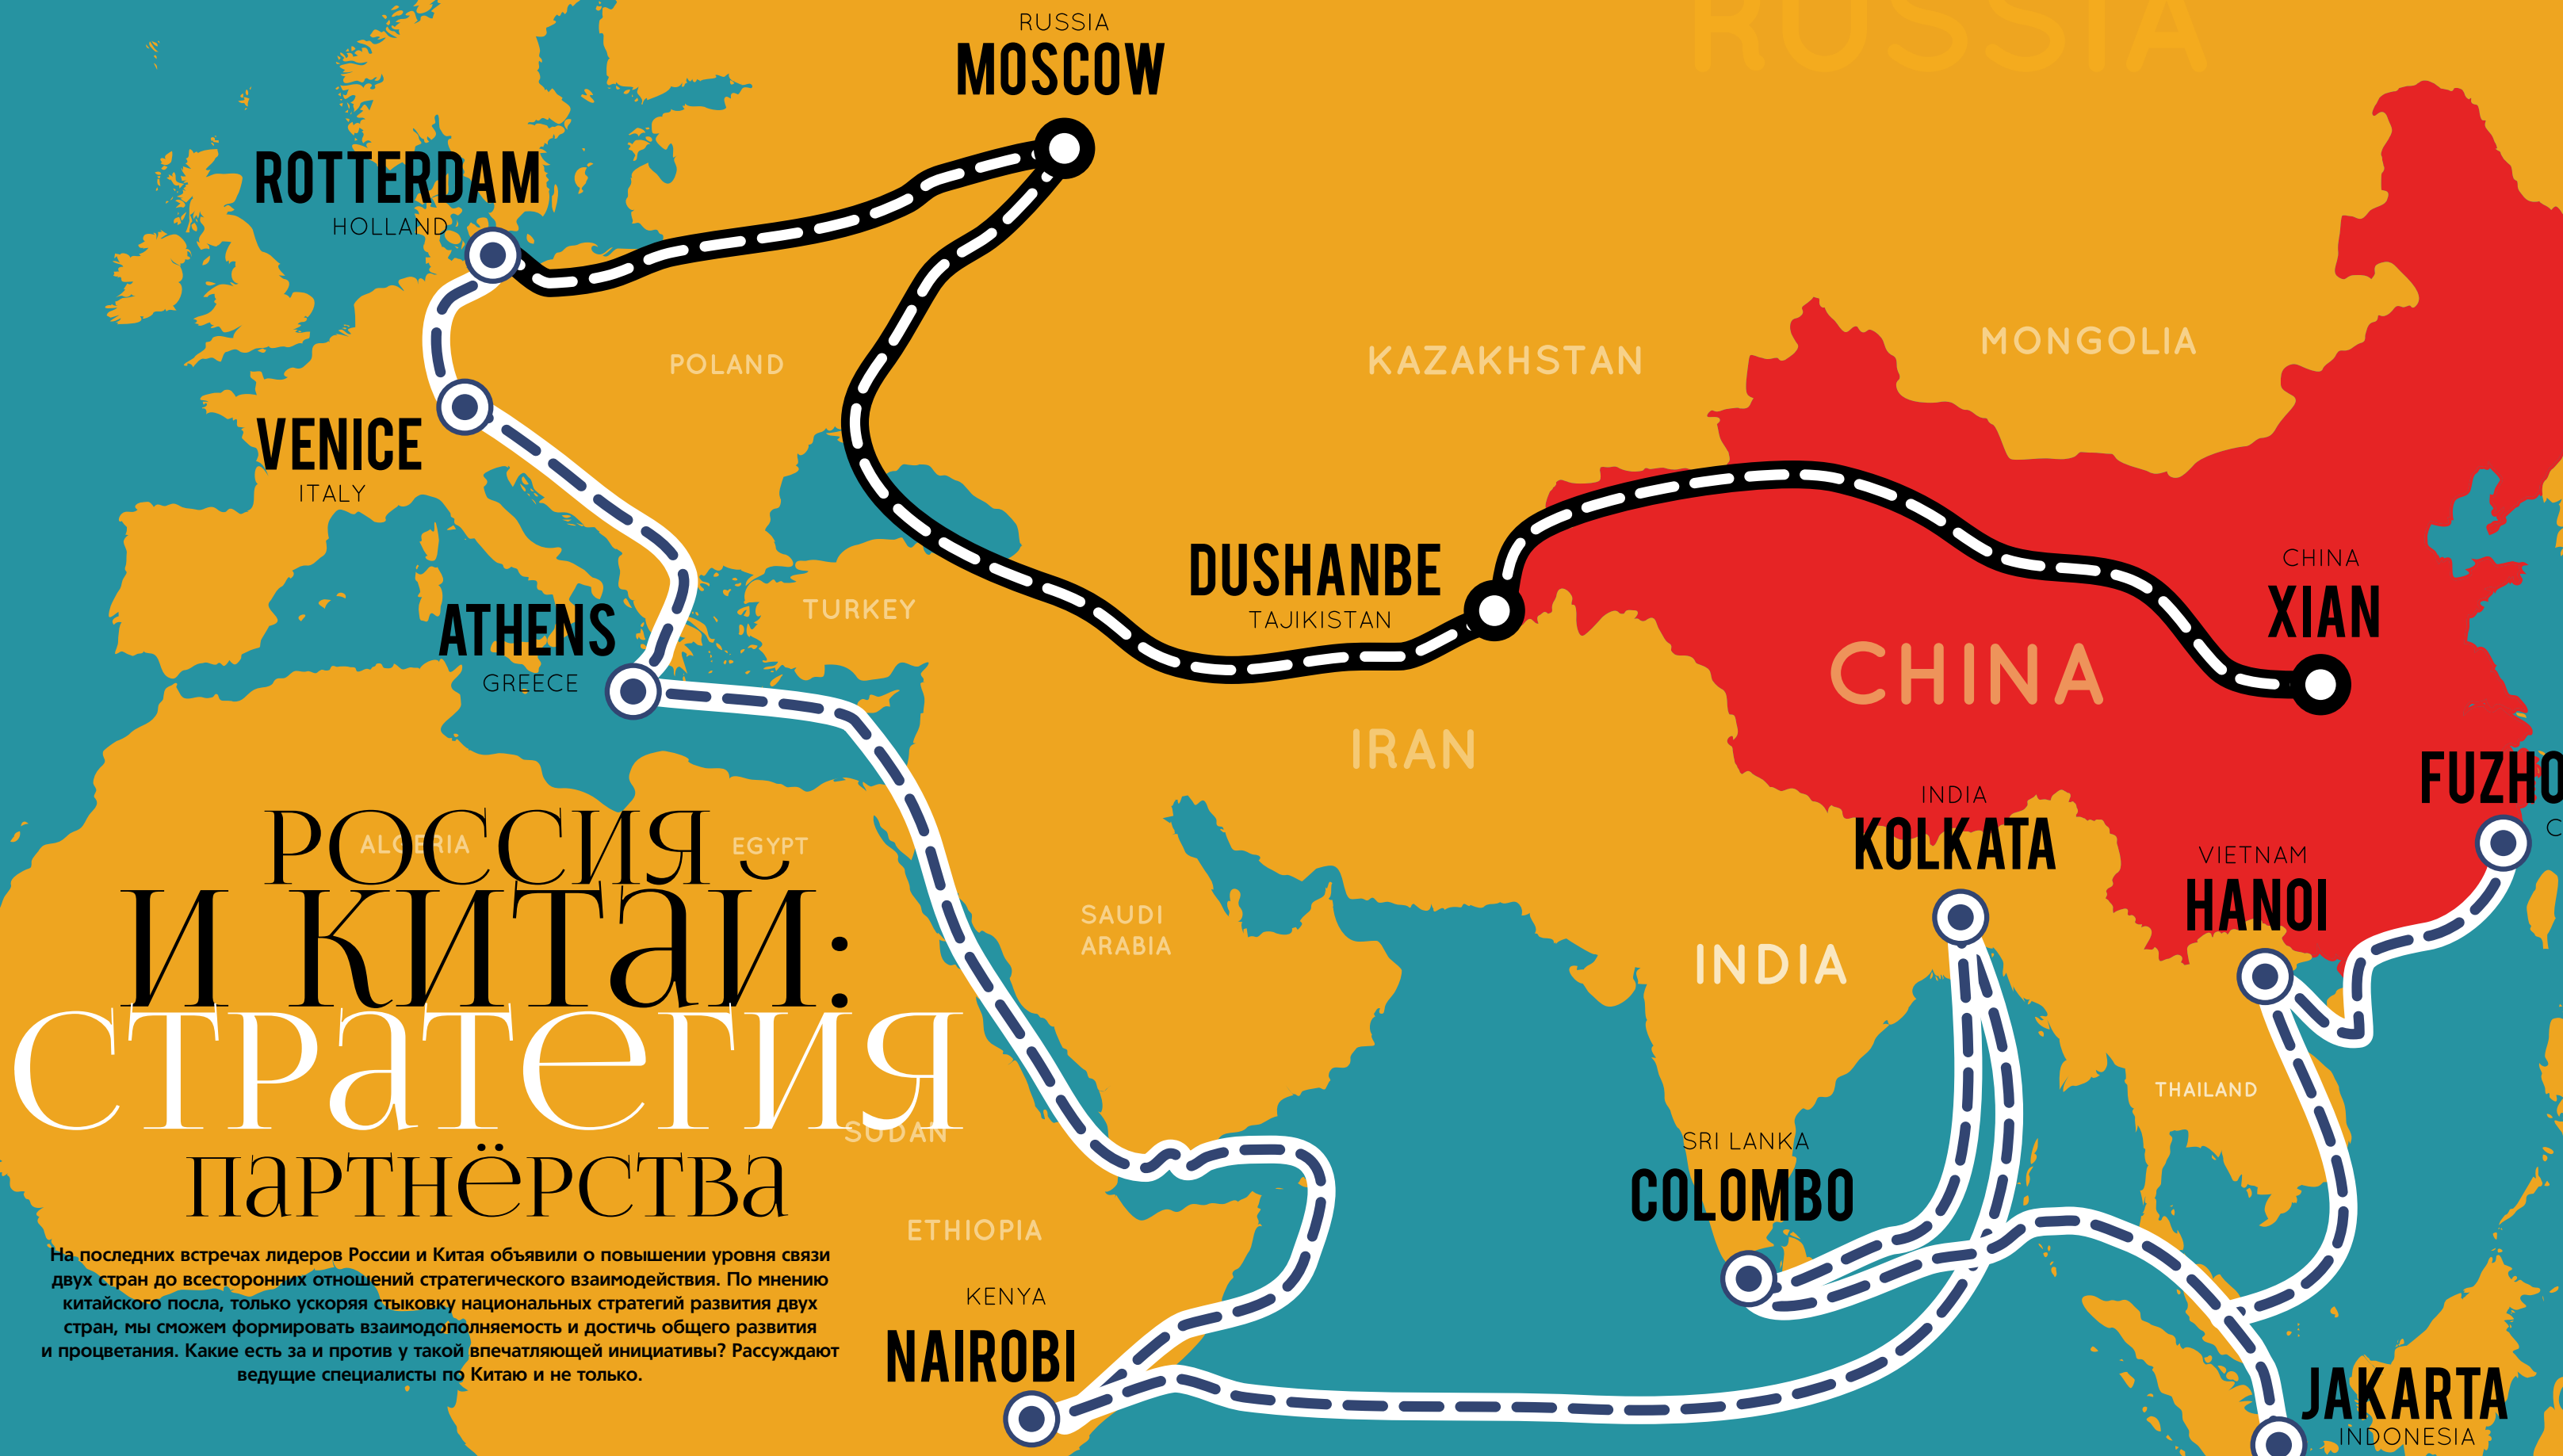 RUSSIA
RUSSIA
MOSCOW
ROTTERDAM
HOLLAND
POLAND
KAZAKHSTAN
MONGOLIA
VENICE
ITALY
DUSHANBE
TAJIKISTAN
CHINA
XIAN
TURKEY
ATHENS
GREECE
CHINA
IRAN
FUZHO
C
INDIA
KOLKATA
VIETNAM
HANOI
ALGERIA
EGYPT
SAUDI
ARABIA
INDIA
THAILAND
SUDAN
SRI LANKA
COLOMBO
ETHIOPIA
KENYA
NAIROBI
JAKARTA
INDONESIA
РОССИЯ
И КИТАЙ:
СТРАТЕГИЯ
ПАРТНЁРСТВА
На последних встречах лидеров России и Китая объявили о повышении уровня связи
двух стран до всесторонних отношений стратегического взаимодействия. По мнению
китайского посла, только ускоряя стыковку национальных стратегий развития двух
стран, мы сможем формировать взаимодополняемость и достичь общего развития
и процветания. Какие есть за и против у такой впечатляющей инициативы? Рассуждают
ведущие специалисты по Китаю и не только.